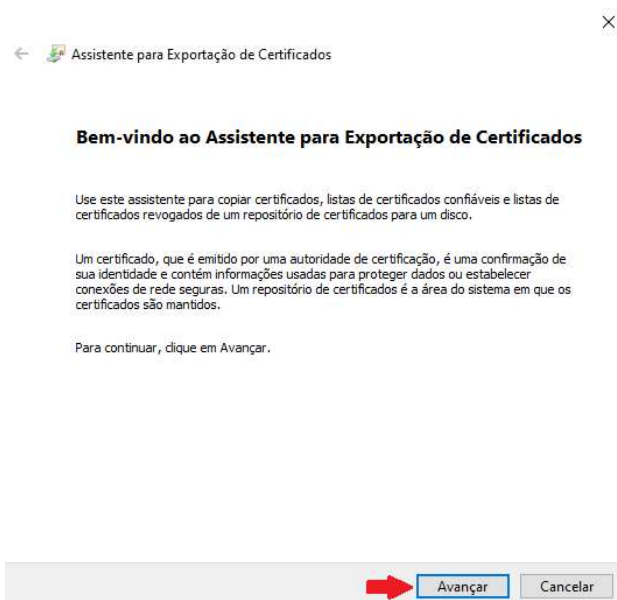 Assistente para Exportação de Certificados
Bem-vindo ao Assistente para Exportação de Certificados
Use este assistente para copiar certificados, listas de certificados confiáveis e listas de
certificados revogados de um repositório de certificados para um disco.
Um certificado, que é emitido por uma autoridade de certificação, é uma confirmação de
sua identidade e contém informações usadas para proteger dados ou estabelecer
conexões de rede seguras. Um repositório de certificados é a área do sistema em que os
certificados são mantidos.
Para continuar, clique em Avançar.
Avançar
Cancelar